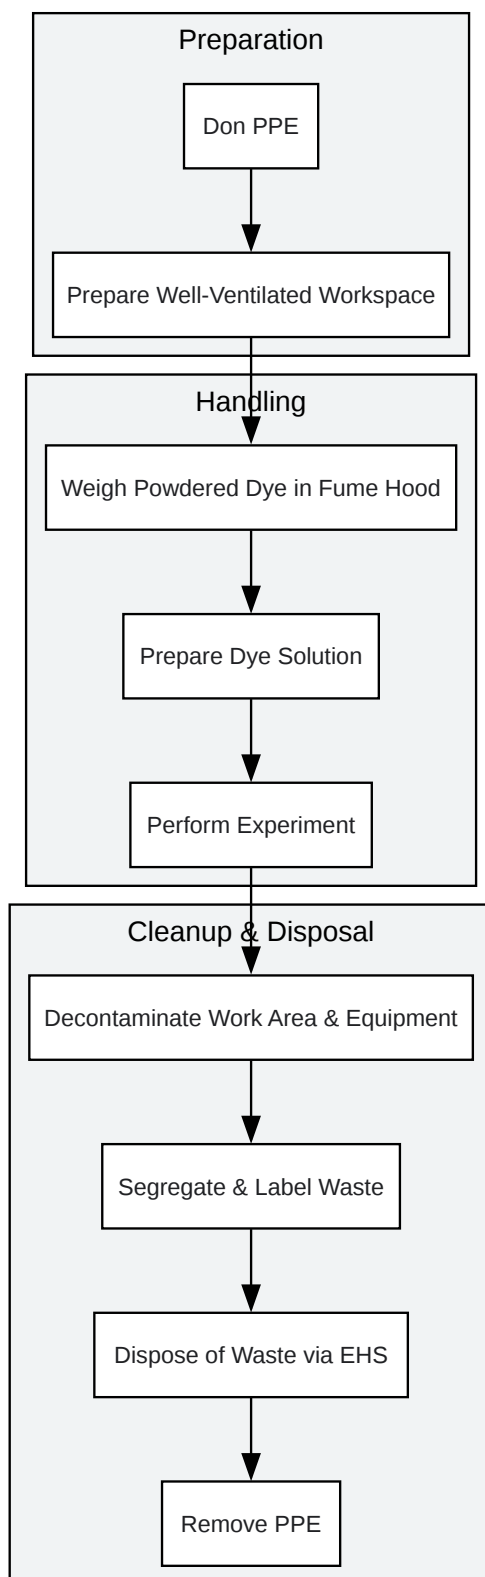 Preparation
Don PPE
Prepare Well-Ventilated Workspace
Handling
Weigh Powdered Dye in Fume Hood
Prepare Dye Solution
Perform Experiment
Cleanup & Disposal
Decontaminate Work Area & Equipment
Segregate & Label Waste
Dispose of Waste via EHS
Remove PPE